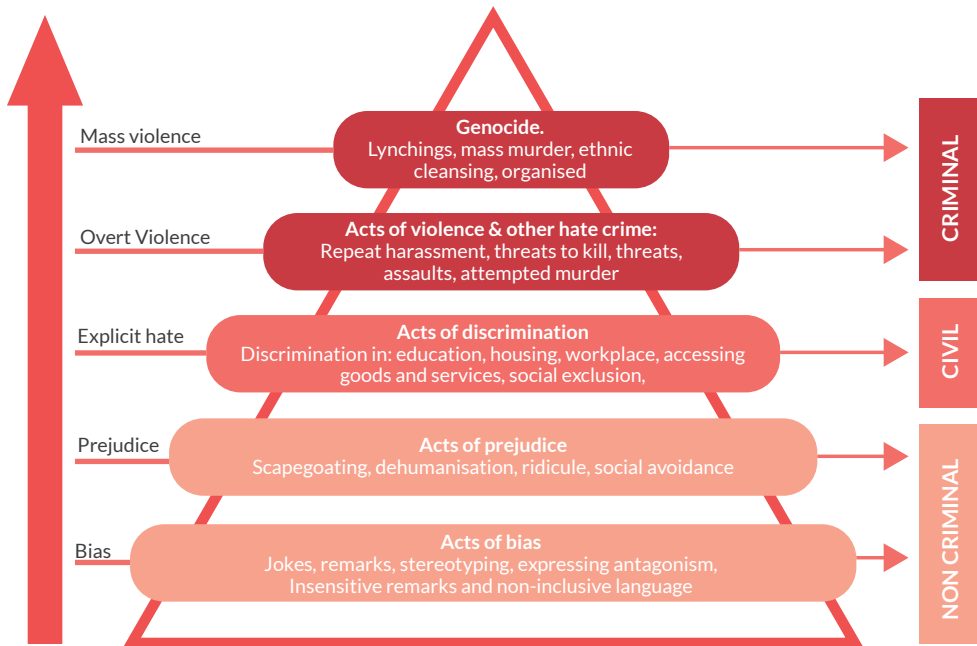 Mass violence
Genocide.
Lynchings, mass murder, ethnic
cleansing, organised
Overt Violence
Acts of violence & other hate crime:
Repeat harassment, threats to kill, threats,
assaults, attempted murder
CRIMINAL
Explicit hate
Acts of discrimination
Discrimination in: education, housing, workplace, accessing
goods and services, social exclusion,
CIVIL
Prejudice
Acts of prejudice
Scapegoating, dehumanisation, ridicule, social avoidance
Bias
Acts of bias
Jokes, remarks, stereotyping, expressing antagonism,
Insensitive remarks and non-inclusive language
NON CRIMINAL